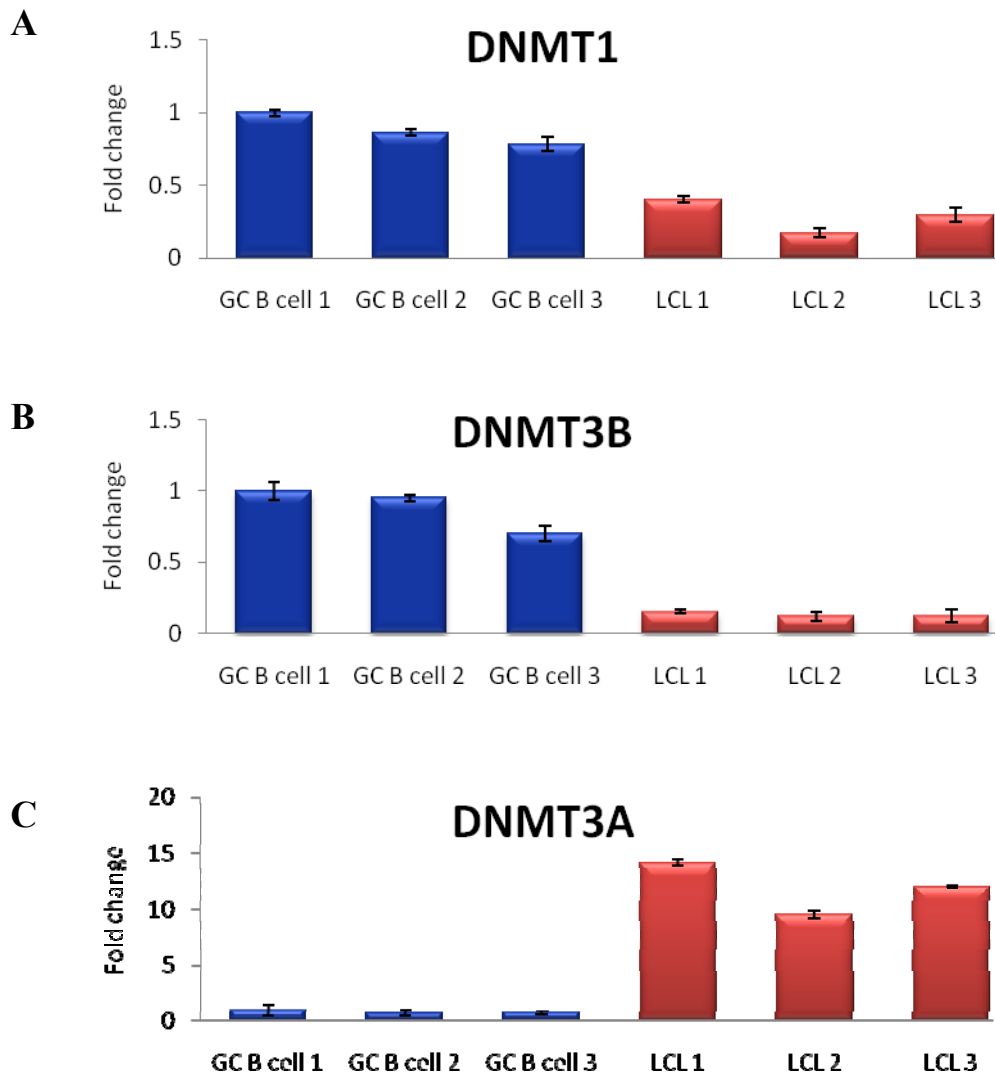 A
DNMT1
Fold change
1.5
1
0.5
0
GC B cell 1 GC B cell 2 GC B cell 3 LCL 1 LCL 2 LCL 3
B
DNMT3B
Fold change
1.5
1
0.5
0
GC B cell 1 GC B cell 2 GC B cell 3 LCL 1 LCL 2 LCL 3
C
DNMT3A
Fold change
20
15
10
5
0
GC B cell 1 GC B cell 2 GC B cell 3 LCL 1 LCL 2 LCL 3